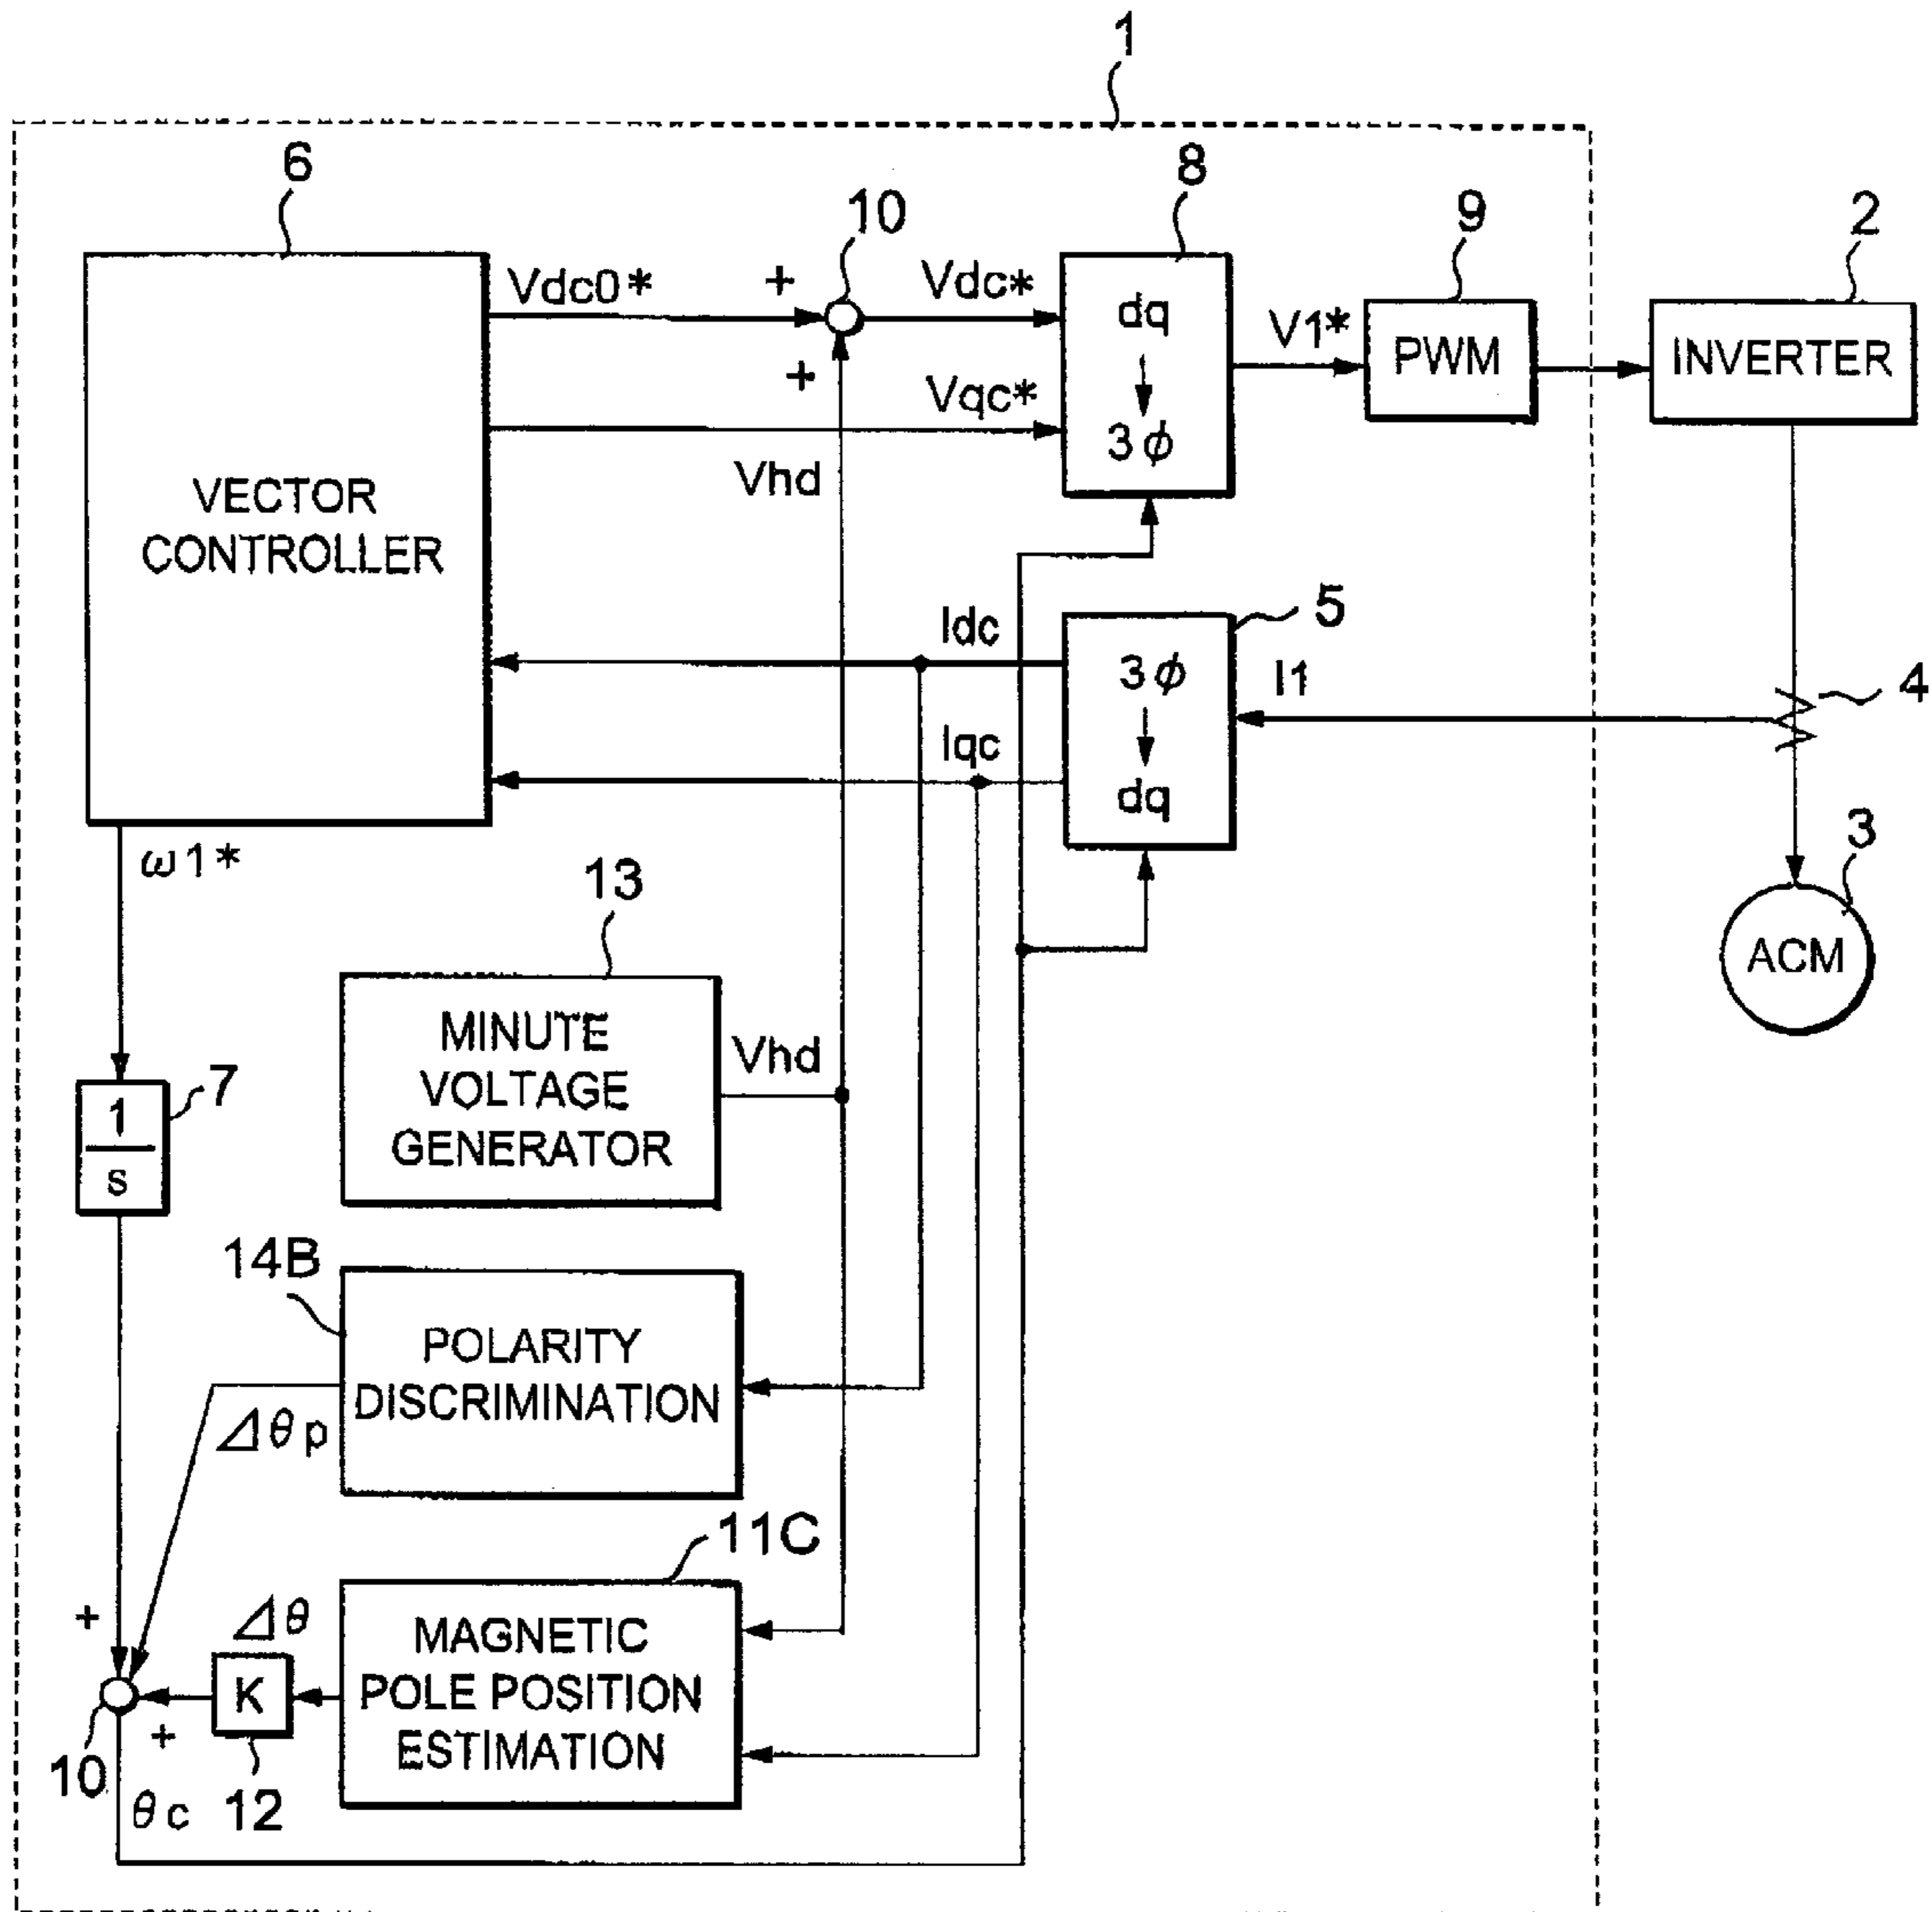 1
6
10
8
9
2
Vdc0*
+
Vdc*
+
Vqc*
Vhd
dq
3φ
V1*
PWM
INVERTER
VECTOR
CONTROLLER
Idc
Iqc
3φ
dq
5
I1
4
3
ACM
ω1*
13
MINUTE
VOLTAGE
GENERATOR
Vhd
7
1
s
14B
POLARITY
DISCRIMINATION
Δθp
11C
MAGNETIC
POLE POSITION
ESTIMATION
Δθ
K
12
+
+
10
θc